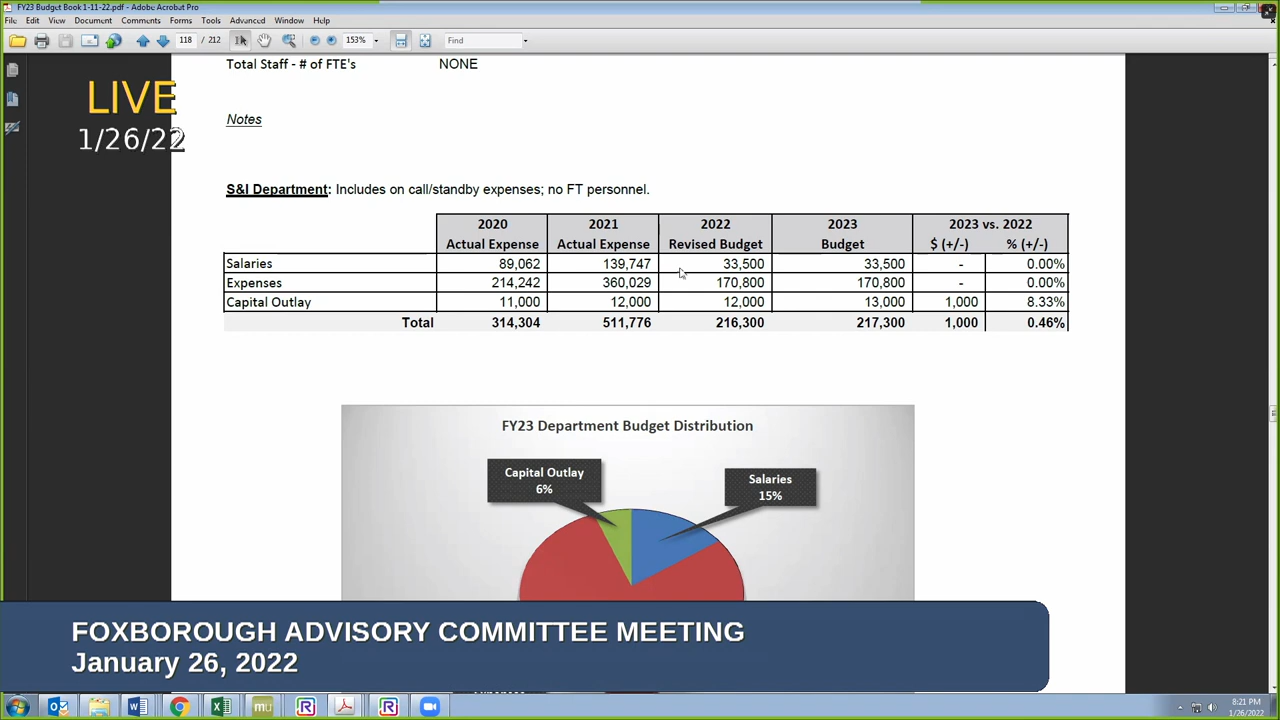 FY23 Budget Book 1-11-22.pdf - Adobe Acrobat Pro
File Edit View Document Comments Forms Tools Advanced Window Help
118 / 212 153% Find
Total Staff - # of FTE's NONE
LIVE
1/26/22
Notes
S&I Department: Includes on call/standby expenses; no FT personnel.
2020 2021 2022 2023 2023 vs. 2022
Actual Expense Actual Expense Revised Budget Budget $ (+/-) % (+/-)
Salaries 89,062 139,747 33,500 33,500 - 0.00%
Expenses 214,242 360,029 170,800 170,800 - 0.00%
Capital Outlay 11,000 12,000 12,000 13,000 1,000 8.33%
Total 314,304 511,776 216,300 217,300 1,000 0.46%
FY23 Department Budget Distribution
Capital Outlay
6%
Salaries
15%
FOXBOROUGH ADVISORY COMMITTEE MEETING
January 26, 2022
8:21 PM
1/26/2022